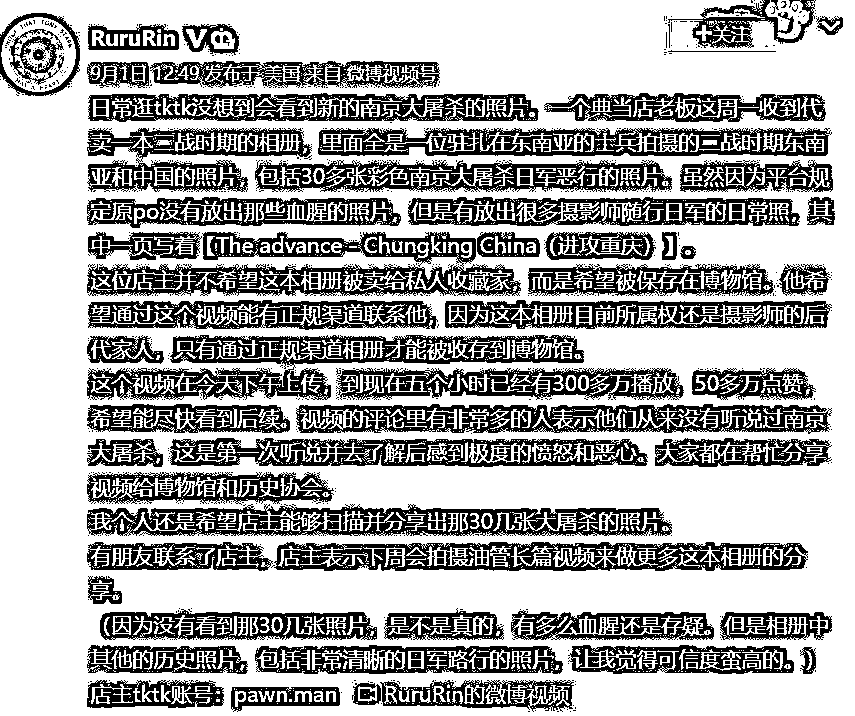 RuruRin
+关注
9月1日 12:49 发布于 美国 来自 微博视频号
日常逛tktk没想到会看到新的南京大屠杀的照片。一个典当店老板这周一收到代
卖一本二战时期的相册，里面全是一位驻扎在东南亚的士兵拍摄的二战时期东南
亚和中国的照片，包括30多张彩色南京大屠杀日军恶行的照片。虽然因为平台规
定原po没有放出那些血腥的照片，但是有放出很多摄影师随行日军的日常照，其
中一页写着【The advance - Chungking China（进攻重庆）】。
这位店主并不希望这本相册被卖给私人收藏家，而是希望被保存在博物馆。他希
望通过这个视频能有正规渠道联系他，因为这本相册目前所属权还是摄影师的后
代家人，只有通过正规渠道相册才能被收存到博物馆。
这个视频在今天下午上传，到现在五个小时已经有300多万播放，50多万点赞，
希望能尽快看到后续。视频的评论里有非常多的人表示他们从来没有听说过南京
大屠杀，这是第一次听说并去了解后感到极度的愤怒和恶心。大家都在帮忙分享
视频给博物馆和历史协会。
我个人还是希望店主能够扫描并分享出那30几张大屠杀的照片。
有朋友联系了店主，店主表示下周会拍摄油管长篇视频来做更多这本相册的分
享。
（因为没有看到那30几张照片，是不是真的，有多么血腥还是存疑。但是相册中
其他的历史照片，包括非常清晰的日军路行的照片，让我觉得可信度蛮高的。）
店主tktk账号：pawn.man RuruRin的微博视频